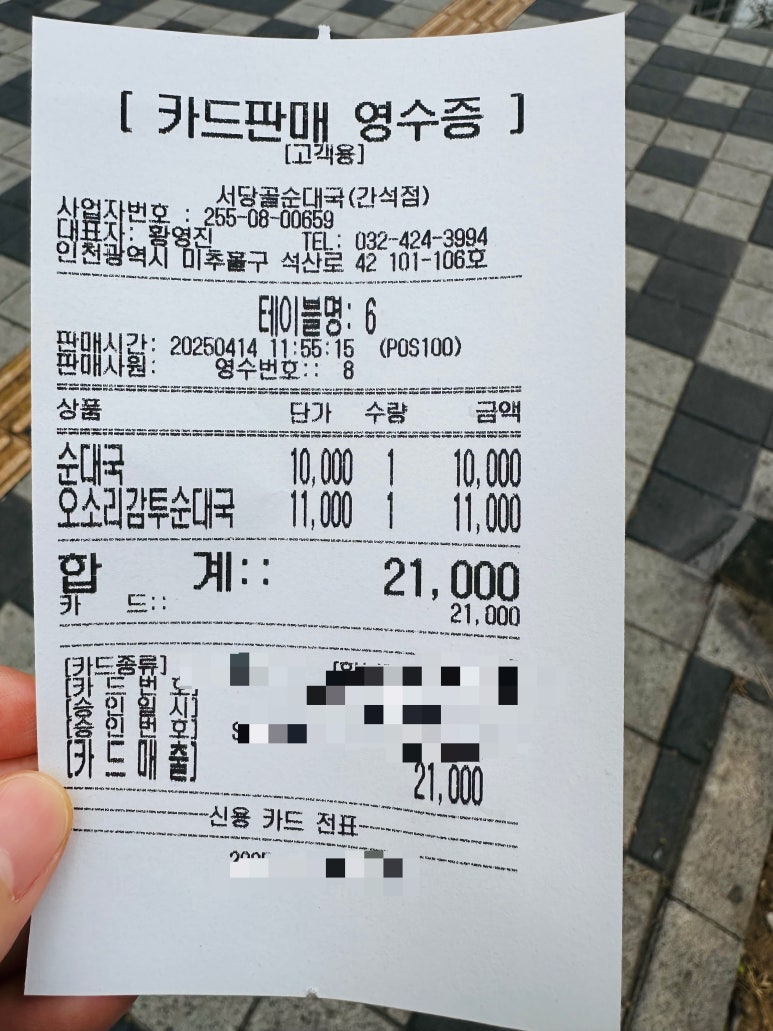 [ 카드판매 영수증 ]
[고객용]
서당골순대국(간석점)
사업자번호 : 255-08-00659
대표자: 황영진 TEL: 032-424-3994
인천광역시 미추홀구 석산로 42 101-106호
테이블명: 6
판매시간: 20250414 11:55:15 (POS100)
판매사원: 영수번호:: 8
상품 단가 수량 금액
순대국 10,000 1 10,000
오소리감투순대국 11,000 1 11,000
합 계:: 21,000
카 드:: 21,000
[카드종류]
[카 드 번 호]
[승 인 일 시]
[승 인 번 호]
[카 드 매 출] 21,000
신용 카드 전표